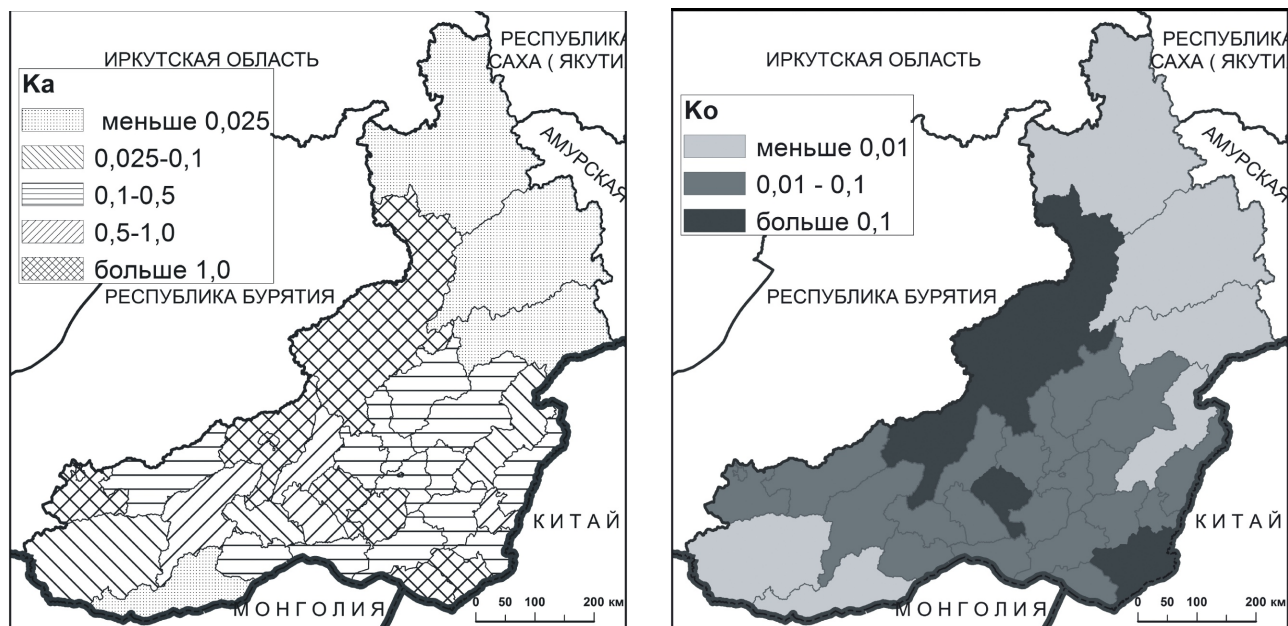 ИРКУТСКАЯ ОБЛАСТЬ
РЕСПУБЛИКА
САХА ( ЯКУТИ
Ка
меньше 0,025
0,025-0,1
0,1-0,5
0,5-1,0
больше 1,0
АМУРСКАЯ
РЕСПУБЛИКА БУРЯТИЯ
КИТАЙ
МОНГОЛИЯ
0 50 100 200 км
ИРКУТСКАЯ ОБЛАСТЬ
РЕСПУБЛИКА
САХА ( ЯКУТИ
Ко
меньше 0,01
0,01 - 0,1
больше 0,1
АМУРСКАЯ
РЕСПУБЛИКА БУРЯТИЯ
КИТАЙ
МОНГОЛИЯ
0 50 100 200 км